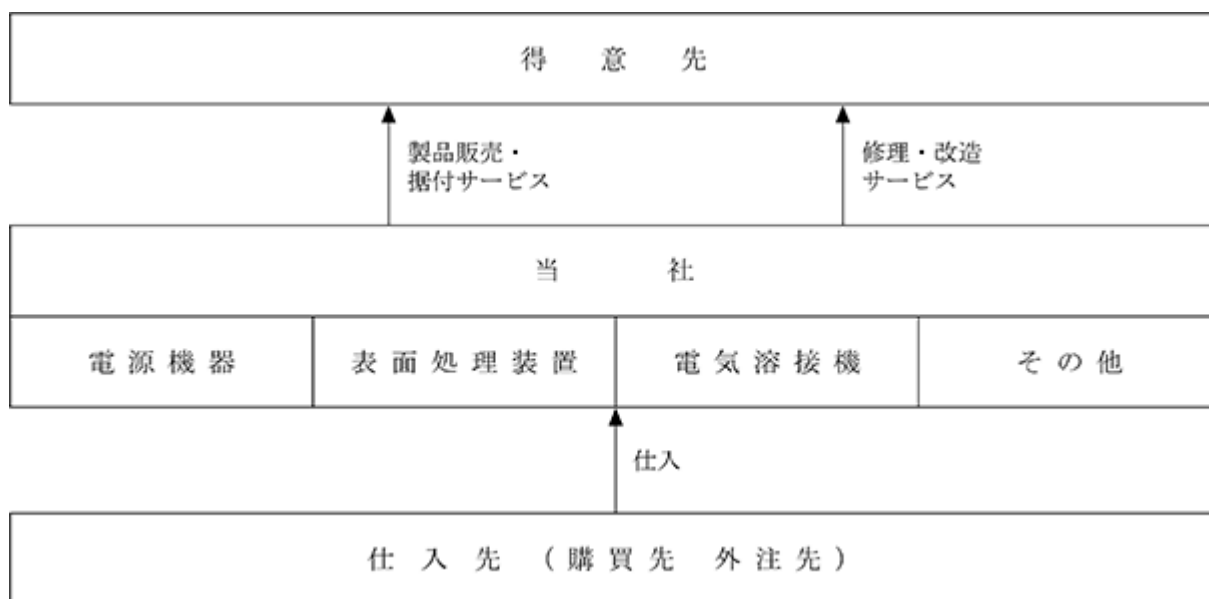 得意先
製品販売・
据付サービス
修理・改造
サービス
当社
電源機器
表面処理装置
電気溶接機
その他
仕入
仕入先(購買先 外注先)